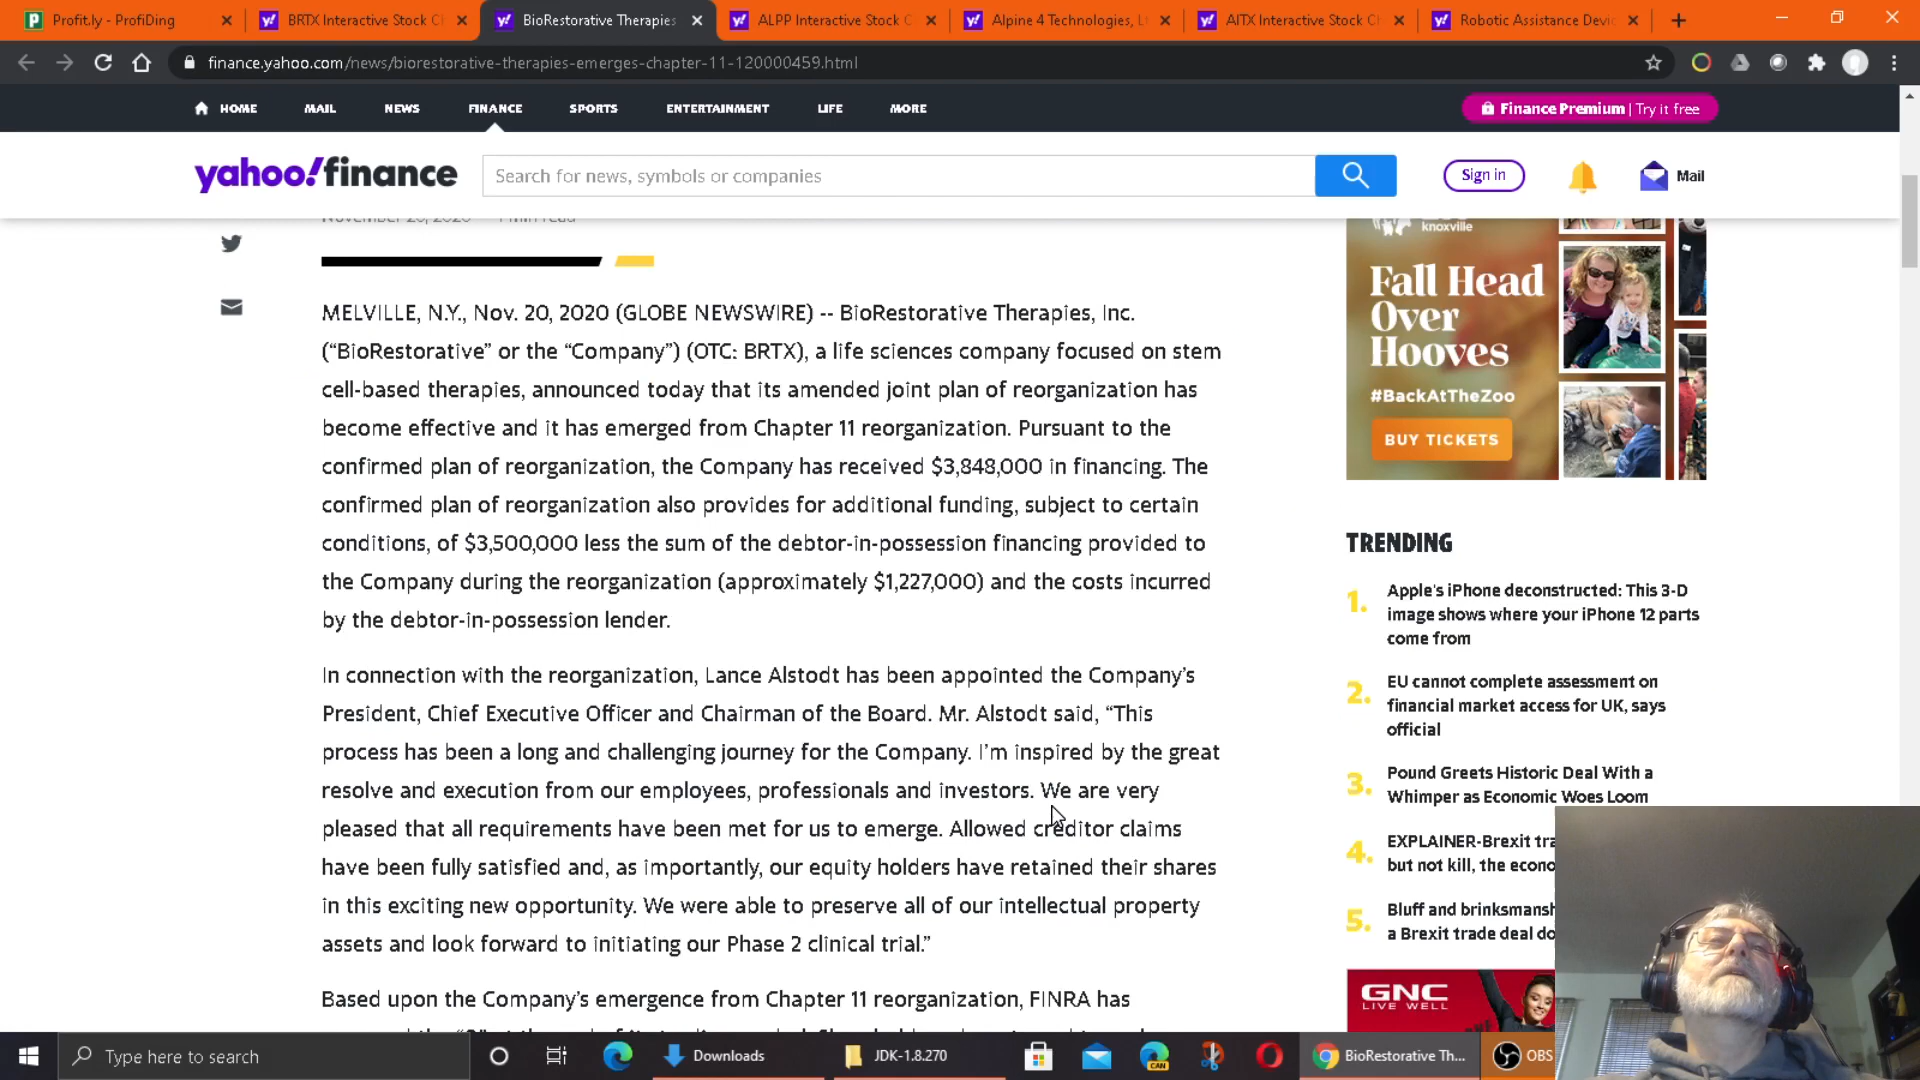 Profit.ly - ProfiDing
BRTX Interactive Stock Ch
BioRestorative Therapies
ALPP Interactive Stock C
Alpine 4 Technologies, Lt
AITX Interactive Stock Ch
Robotic Assistance Devic
finance.yahoo.com/news/biorestorative-therapies-emerges-chapter-11-120000459.html
HOME
MAIL
NEWS
FINANCE
SPORTS
ENTERTAINMENT
LIFE
MORE
Finance Premium | Try it free
yahoo!finance
Search for news, symbols or companies
Sign in
Mail
MELVILLE, N.Y., Nov. 20, 2020 (GLOBE NEWSWIRE) -- BioRestorative Therapies, Inc.
(“BioRestorative” or the “Company”) (OTC: BRTX), a life sciences company focused on stem
cell-based therapies, announced today that its amended joint plan of reorganization has
become effective and it has emerged from Chapter 11 reorganization. Pursuant to the
confirmed plan of reorganization, the Company has received $3,848,000 in financing. The
confirmed plan of reorganization also provides for additional funding, subject to certain
conditions, of $3,500,000 less the sum of the debtor-in-possession financing provided to
the Company during the reorganization (approximately $1,227,000) and the costs incurred
by the debtor-in-possession lender.
In connection with the reorganization, Lance Alstodt has been appointed the Company’s
President, Chief Executive Officer and Chairman of the Board. Mr. Alstodt said, “This
process has been a long and challenging journey for the Company. I’m inspired by the great
resolve and execution from our employees, professionals and investors. We are very
pleased that all requirements have been met for us to emerge. Allowed creditor claims
have been fully satisfied and, as importantly, our equity holders have retained their shares
in this exciting new opportunity. We were able to preserve all of our intellectual property
assets and look forward to initiating our Phase 2 clinical trial.”
Based upon the Company’s emergence from Chapter 11 reorganization, FINRA has
knoxville
Fall Head
Over
Hooves
#BackAtTheZoo
BUY TICKETS
TRENDING
1. Apple's iPhone deconstructed: This 3-D
image shows where your iPhone 12 parts
come from
2. EU cannot complete assessment on
financial market access for UK, says
official
3. Pound Greets Historic Deal With a
Whimper as Economic Woes Loom
4. EXPLAINER-Brexit tra
but not kill, the econo
5. Bluff and brinksmansh
a Brexit trade deal do
GNC
LIVE WELL
Type here to search
Downloads
JDK-1.8.270
CAN
BioRestorative Th...
OBS